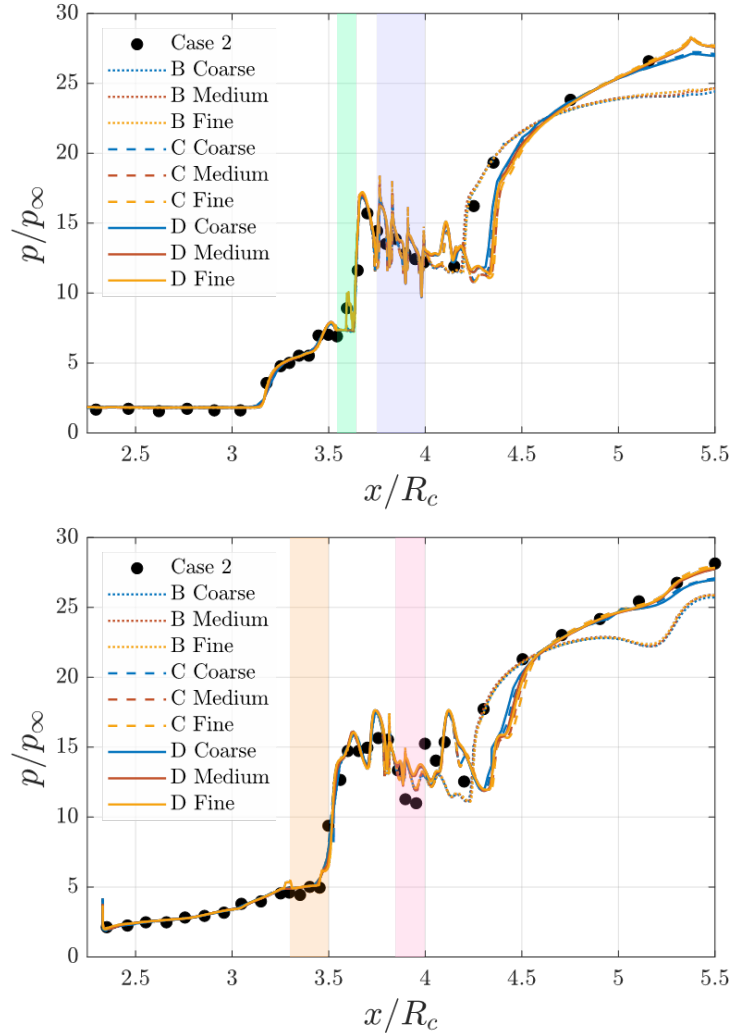 30
25
20
15
10
5
0
p/p∞
Case 2
B Coarse
B Medium
B Fine
C Coarse
C Medium
C Fine
D Coarse
D Medium
D Fine
2.5 3 3.5 4 4.5 5 5.5
x/Rc
30
25
20
15
10
5
0
p/p∞
Case 2
B Coarse
B Medium
B Fine
C Coarse
C Medium
C Fine
D Coarse
D Medium
D Fine
2.5 3 3.5 4 4.5 5 5.5
x/Rc